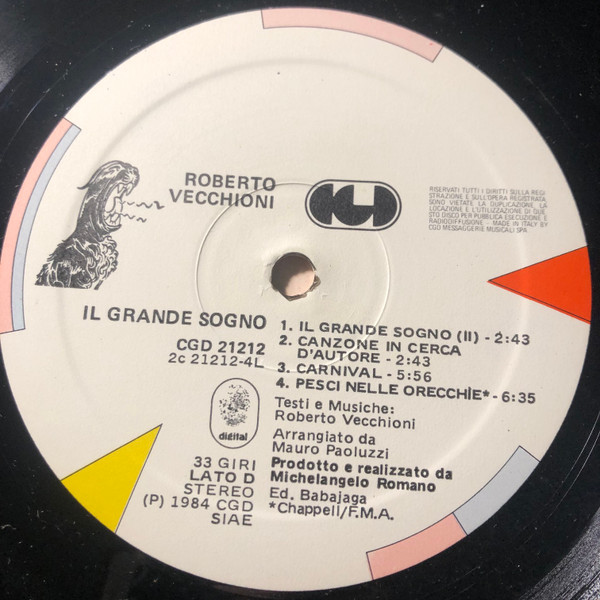 ROBERTO
VECCHIONI
CGD
RISERVATI TUTTI I DIRITTI SULLA REGI
STRAZIONE E SULL'OPERA REGISTRATA.
SONO VIETATE LA DUPLICAZIONE, LA
LOCAZIONE E L'UTILIZZAZIONE DI QUE
STO DISCO PER PUBBLICA ESECUZIONE E
RADIODIFFUSIONE - MADE IN ITALY BY
CGD MESSAGGERIE MUSICALI SPA
IL GRANDE SOGNO
CGD 21212
2c 21212-4L
digital
33 GIRI
LATO D
STEREO
(P) 1984 CGD
SIAE
1. IL GRANDE SOGNO (II) - 2:43
2. CANZONE IN CERCA
D'AUTORE - 2:43
3. CARNIVAL - 5:56
4. PESCI NELLE ORECCHIE* - 6:35
Testi e Musiche:
Roberto Vecchioni
Arrangiato da
Mauro Paoluzzi
Prodotto e realizzato da
Michelangelo Romano
Ed. Babajaga
*Chappell/F.M.A.